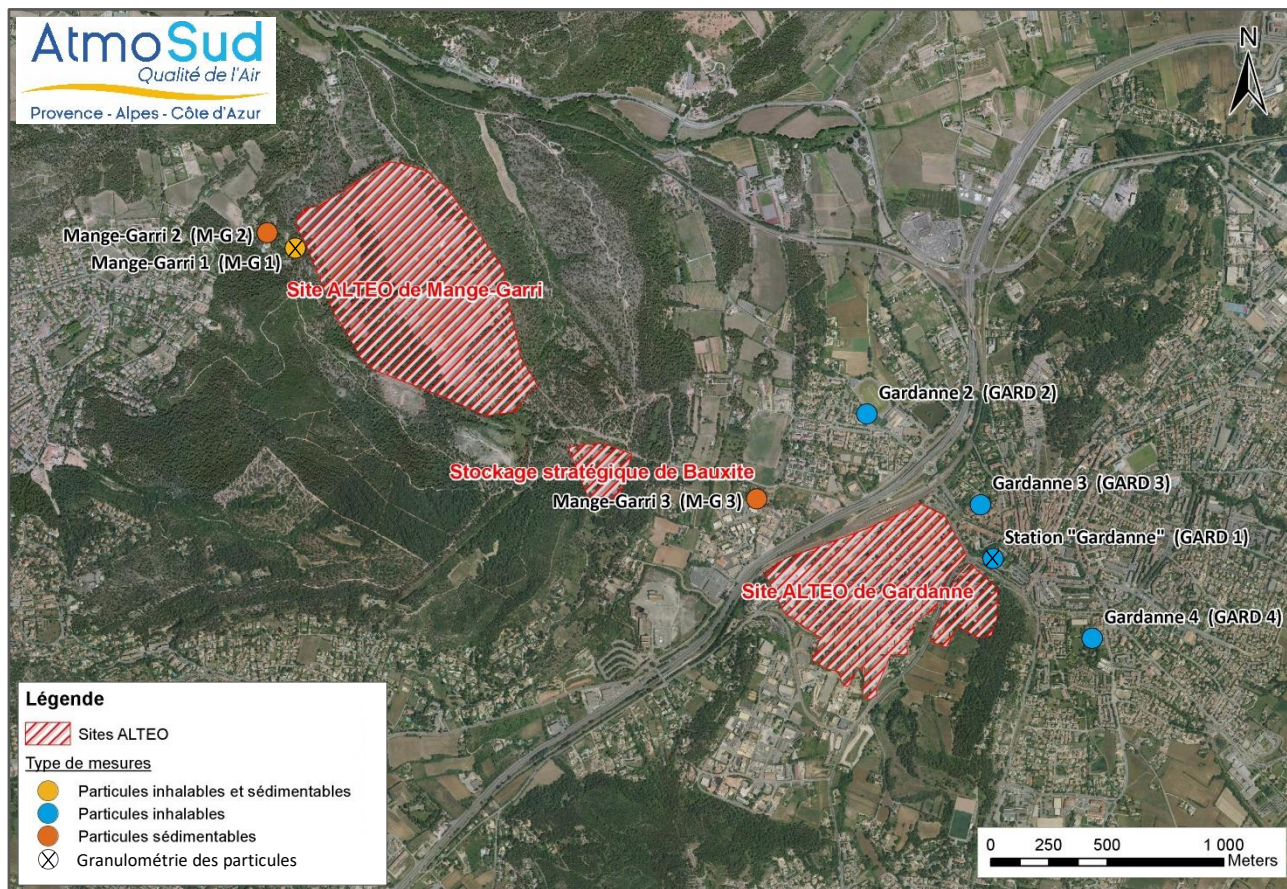 AtmoSud
Qualité de l'Air
Provenance - Alpes - Côte d'Azur
N
Mange-Garri 2 (M-G 2)
Mange-Garri 1 (M-G 1)
Site ALTEO de Mange-Garri
Gardanne 2 (GARD 2)
Stockage stratégique de Bauxite
Mange-Garri 3 (M-G 3)
Gardanne 3 (GARD 3)
Station "Gardanne" (GARD 1)
Site ALTEO de Gardanne
Gardanne 4 (GARD 4)
Légende
Sites ALTEO
Type de mesures
Particules inhalables et sédimentables
Particules inhalables
Particules sédimentables
Granulométrie des particules
0 250 500 1 000
Meters